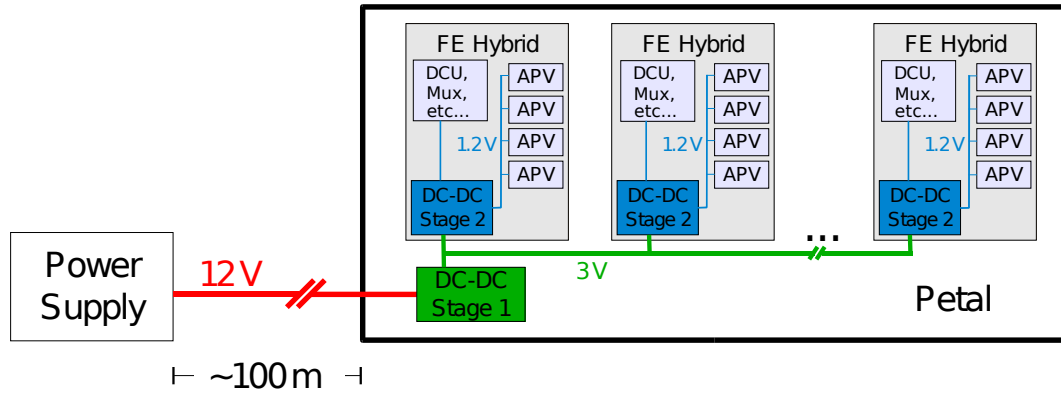 FE Hybrid
DCU,
Mux,
etc...
APV
APV
APV
APV
1.2V
DC-DC
Stage 2
FE Hybrid
DCU,
Mux,
etc...
APV
APV
APV
APV
1.2V
DC-DC
Stage 2
...
FE Hybrid
DCU,
Mux,
etc...
APV
APV
APV
APV
1.2V
DC-DC
Stage 2
Power
Supply
12V
DC-DC
Stage 1
3V
Petal
~100m